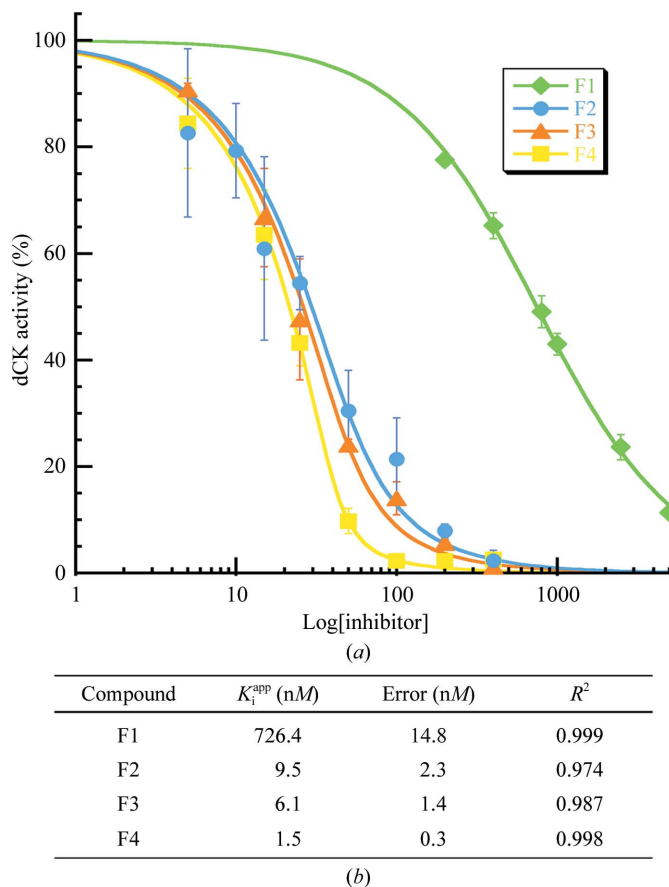 100
80
60
40
20
0
dCK activity (%)
F1
F2
F3
F4
1 10 100 1000
Log[inhibitor]
(a)
Compound K_i^app (nM) Error (nM) R^2
F1 726.4 14.8 0.999
F2 9.5 2.3 0.974
F3 6.1 1.4 0.987
F4 1.5 0.3 0.998
(b)